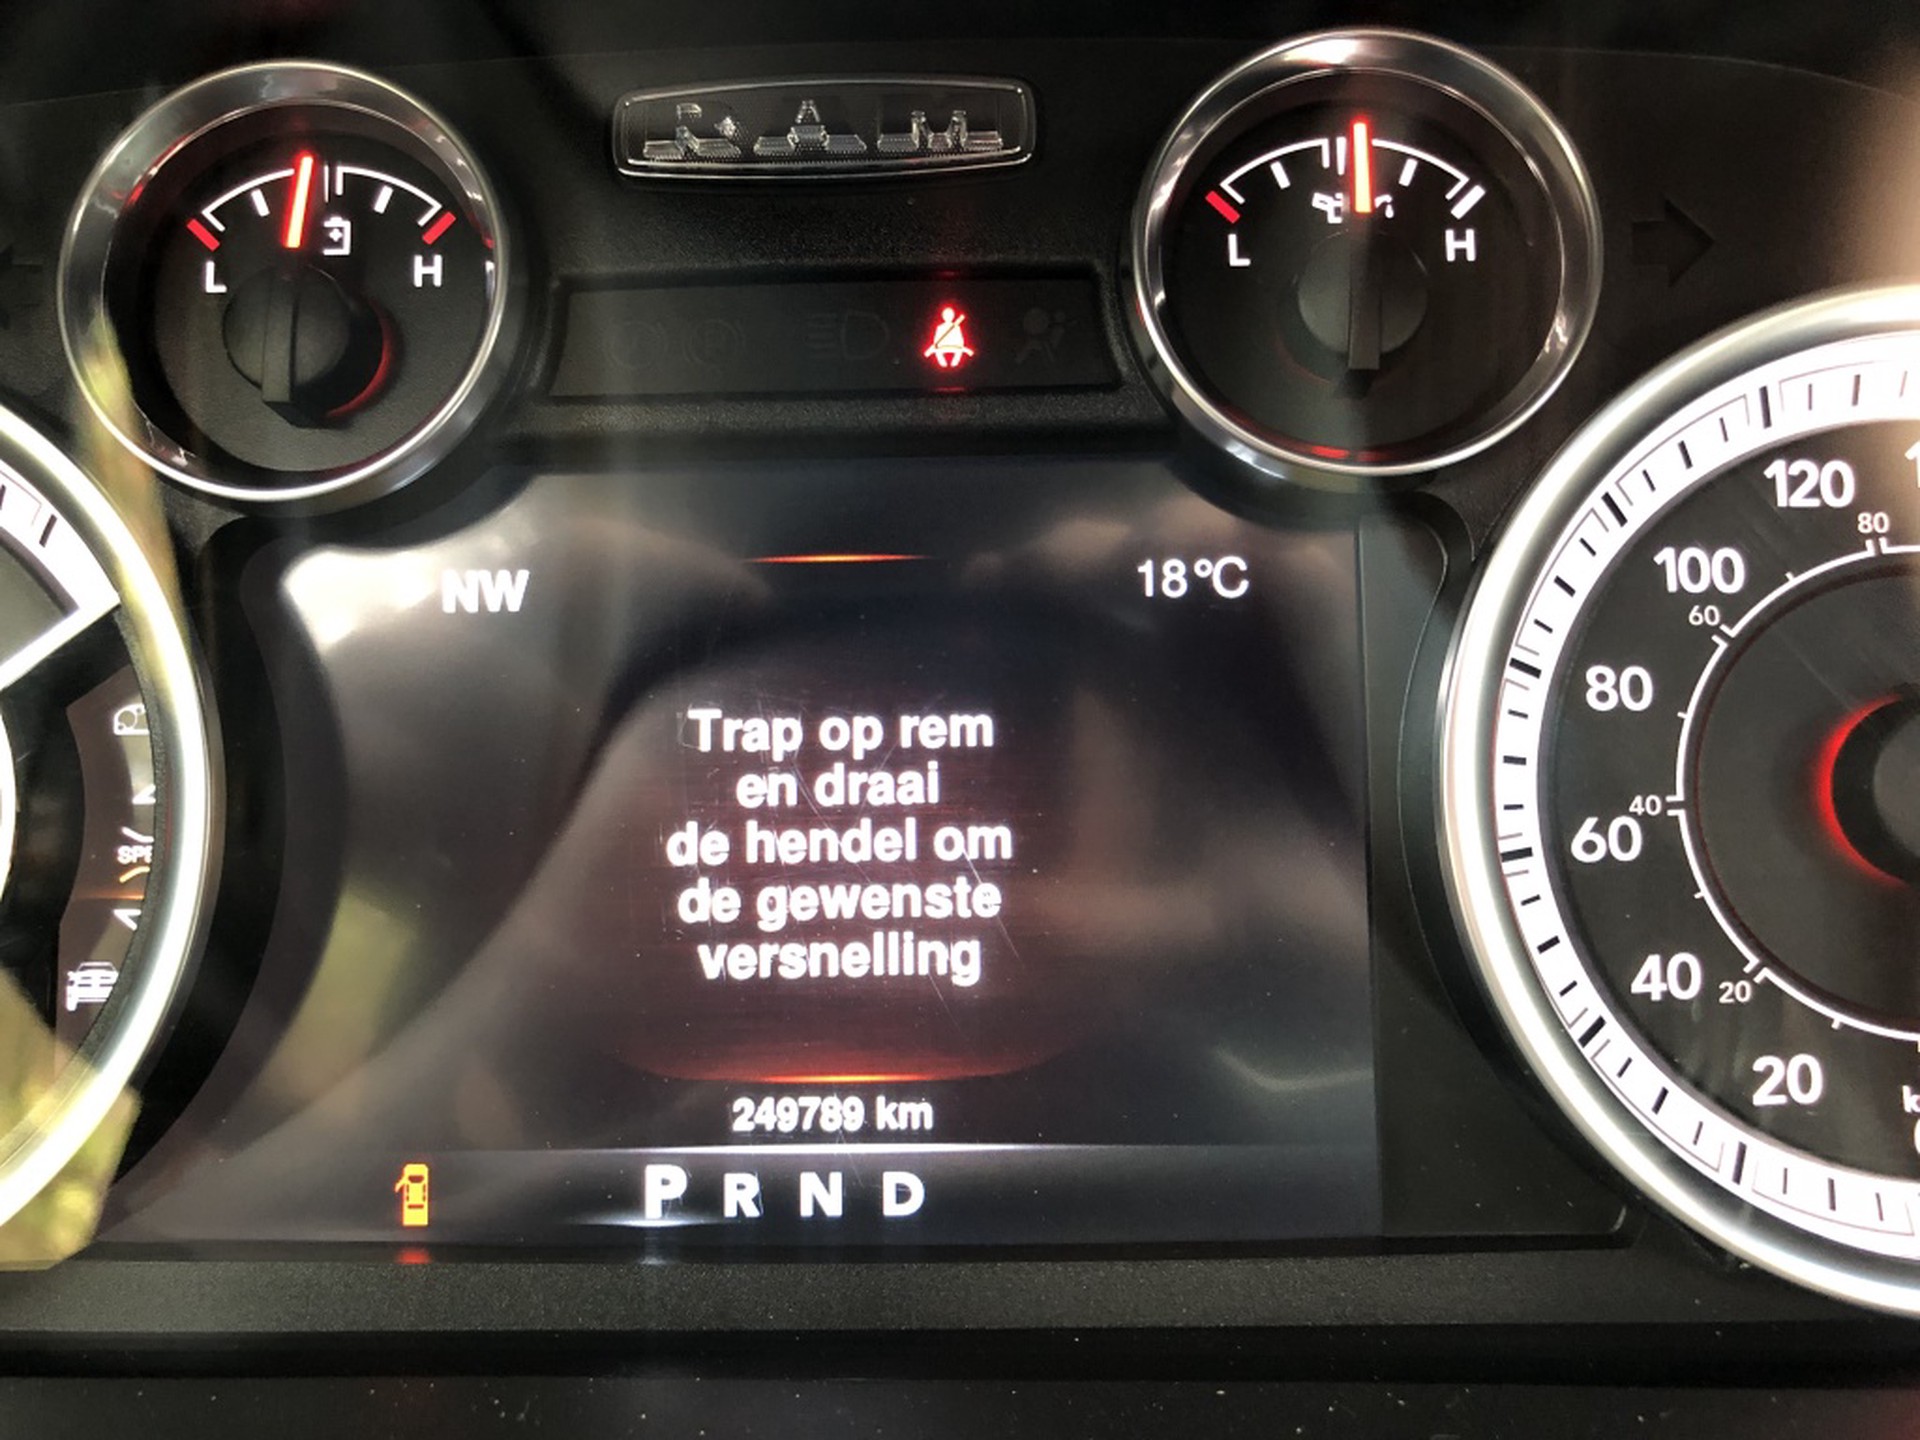 RAM
L H
L H
NW 18°C
Trap op rem
en draai
de hendel om
de gewenste
versnelling
249789 km
P R N D
120
80
100
60
80
40
60
40
20
20